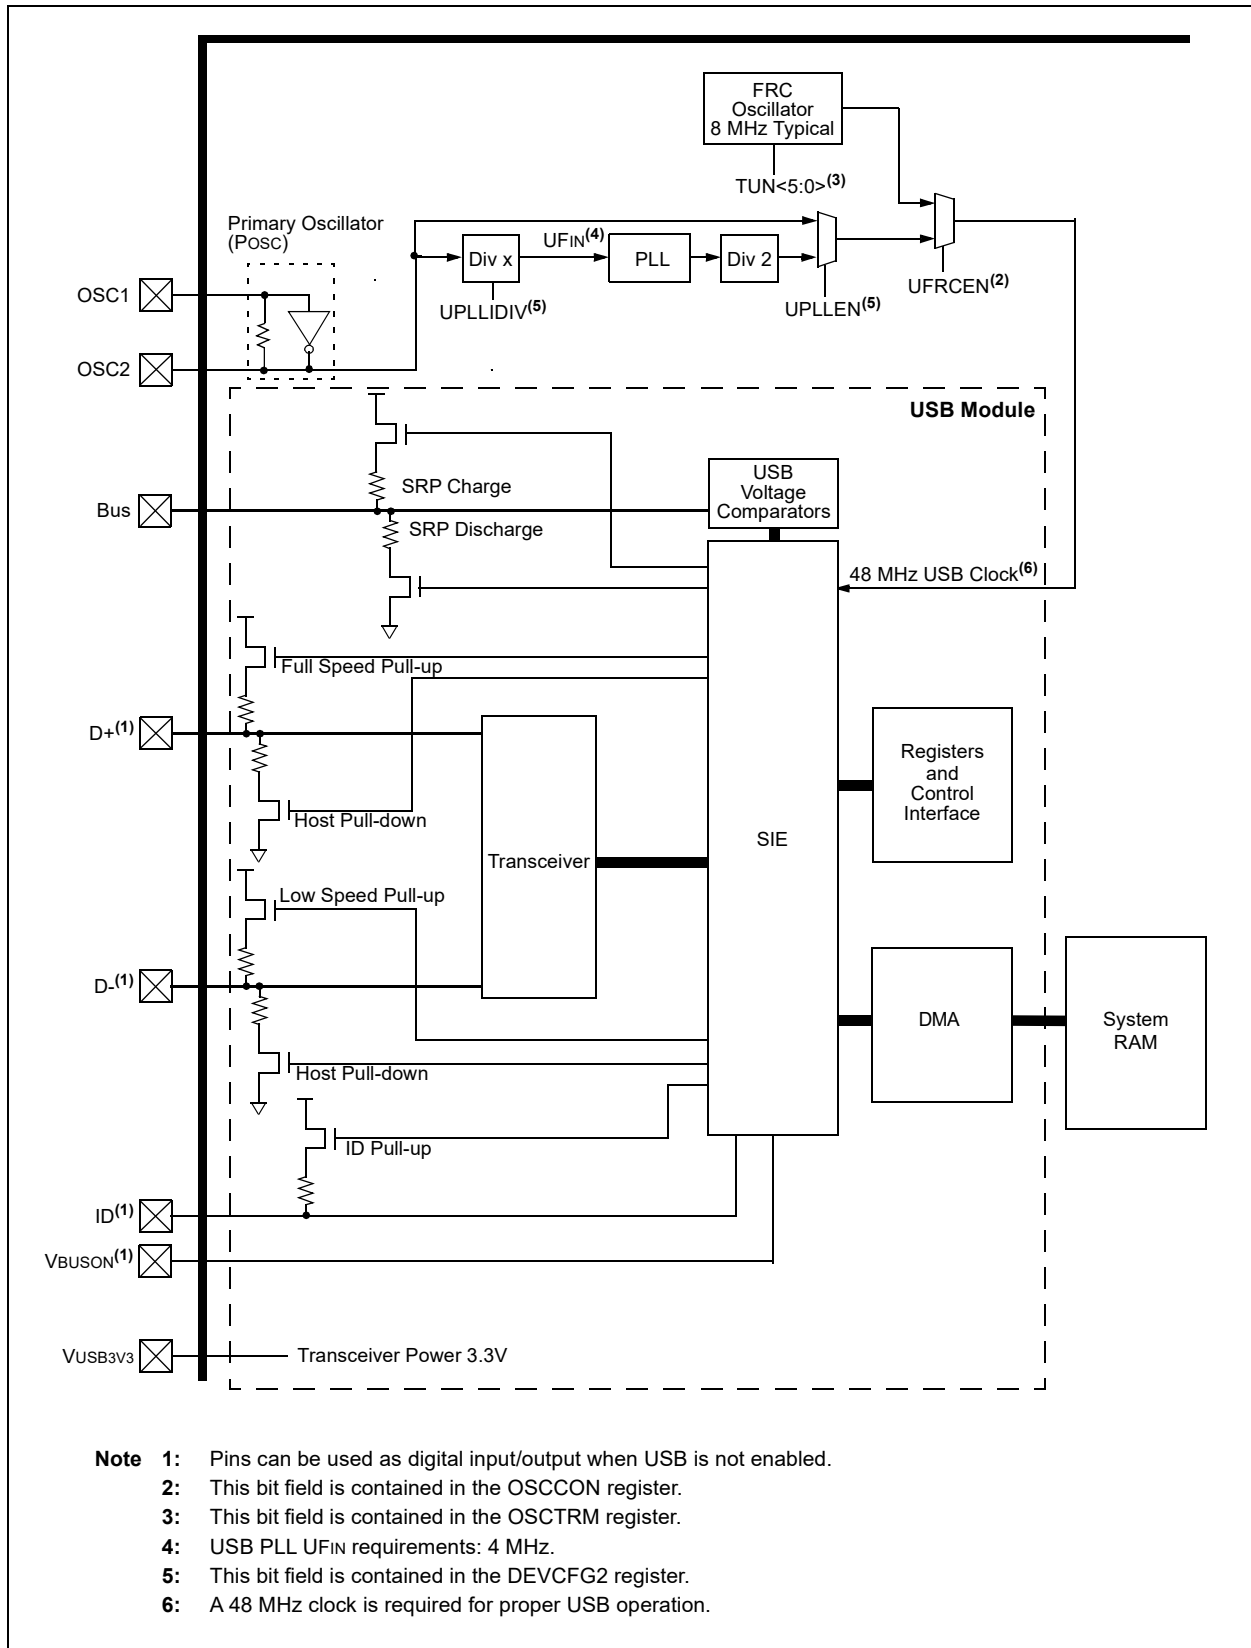 FRC
Oscillator
8 MHz Typical
TUN<5:0>(3)
Primary Oscillator
(POSC)
UFIN(4)
Div x
PLL
Div 2
UFRCEN(2)
OSC1
UPLLIDIV(5)
UPLLEN(5)
OSC2
USB Module
USB
Voltage
Comparators
SRP Charge
Bus
SRP Discharge
48 MHz USB Clock(6)
Full Speed Pull-up
D+(1)
Registers
and
Control
Interface
Host Pull-down
SIE
Transceiver
Low Speed Pull-up
D-(1)
DMA
System
RAM
Host Pull-down
ID Pull-up
ID(1)
VBUSON(1)
VUSB3V3
Transceiver Power 3.3V
Note 1: Pins can be used as digital input/output when USB is not enabled.
2: This bit field is contained in the OSCCON register.
3: This bit field is contained in the OSCTRM register.
4: USB PLL UFIN requirements: 4 MHz.
5: This bit field is contained in the DEVCFG2 register.
6: A 48 MHz clock is required for proper USB operation.